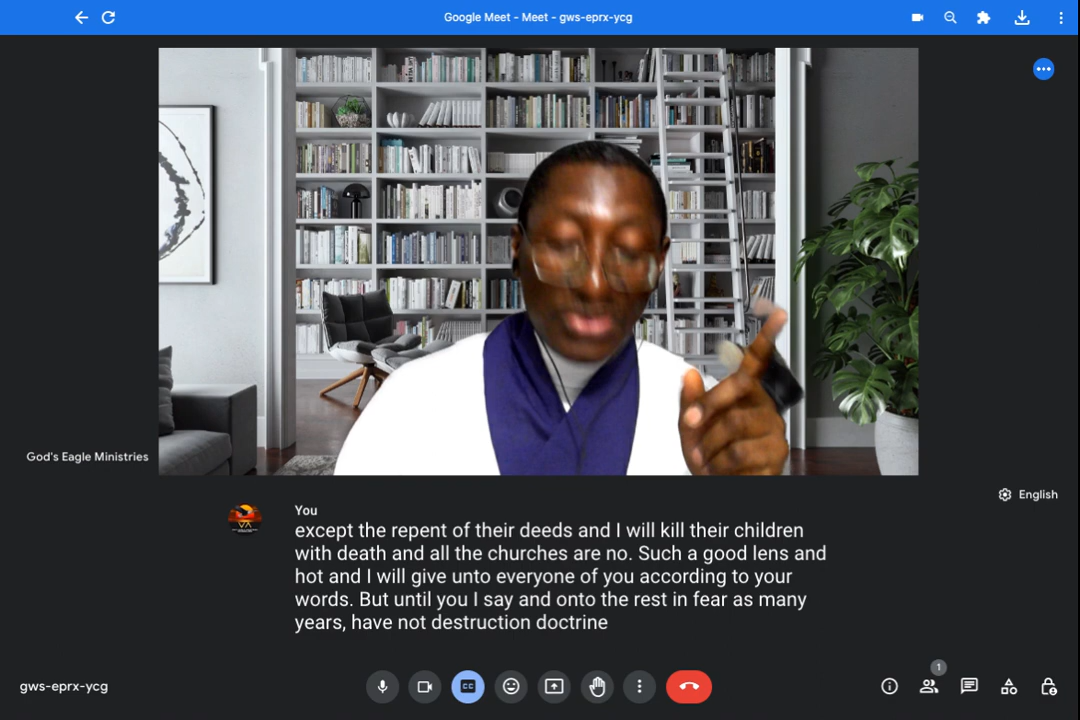 Google Meet - Meet - gws-eprx-ycg
God's Eagle Ministries
English
You
except the repent of their deeds and I will kill their children
with death and all the churches are no. Such a good lens and
hot and I will give unto everyone of you according to your
words. But until you I say and onto the rest in fear as many
years, have not destruction doctrine
gws-eprx-ycg
CC
1